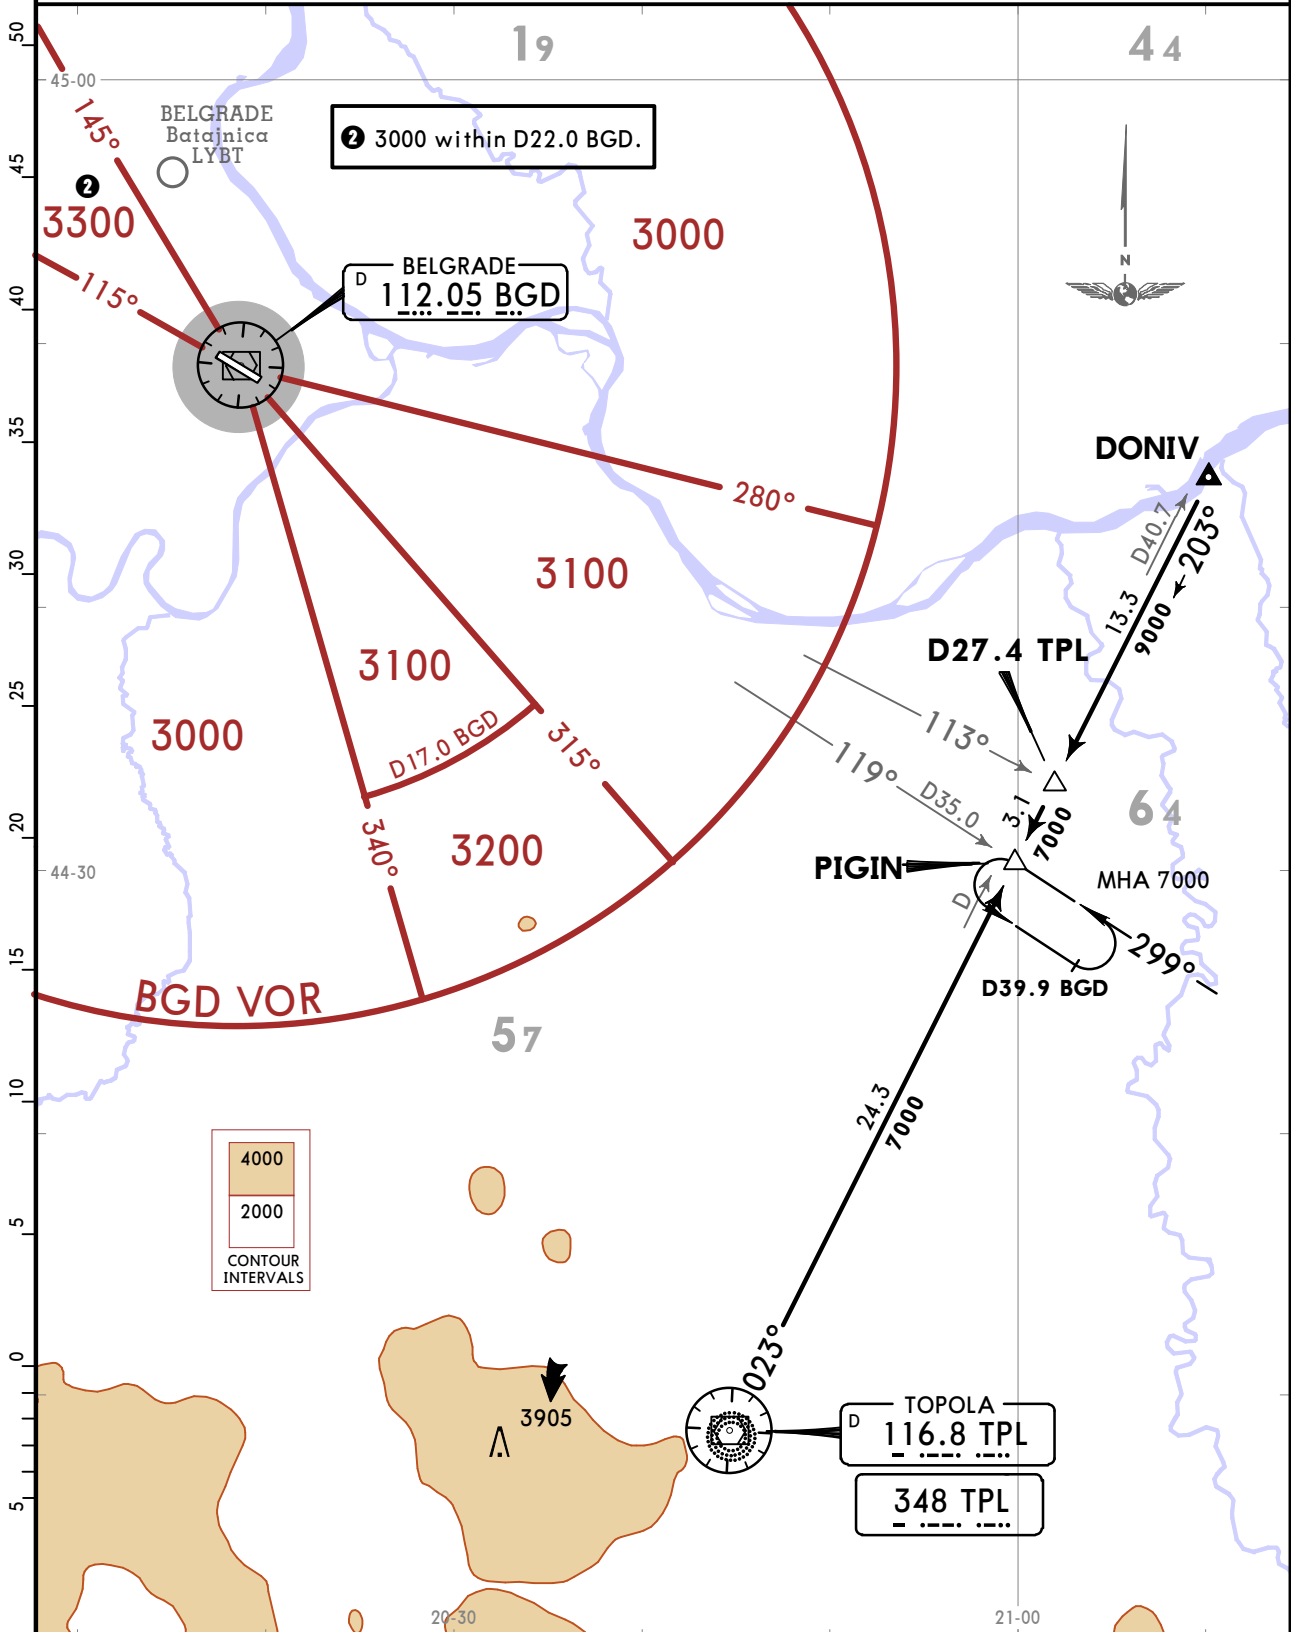 50
45
40
35
30
25
20
15
10
5
0
5
45-00
19
44
BELGRADE
Batajnica
LYBT
145°
2
3300
115°
2 3000 within D22.0 BGD.
3000
N
BELGRADE
D
112.05 BGD
280°
DONIV
D40.7
203°
13.3
9000
3100
3100
3000
D17.0 BGD
315°
340°
3200
D27.4 TPL
113°
119°
D35.0
3.1
7000
64
PIGIN
MHA 7000
D
299°
D39.9 BGD
44-30
BGD VOR
57
24.3
7000
4000
2000
CONTOUR
INTERVALS
023°
3905
TOPOLA
D
116.8 TPL
348 TPL
20-30
21-00